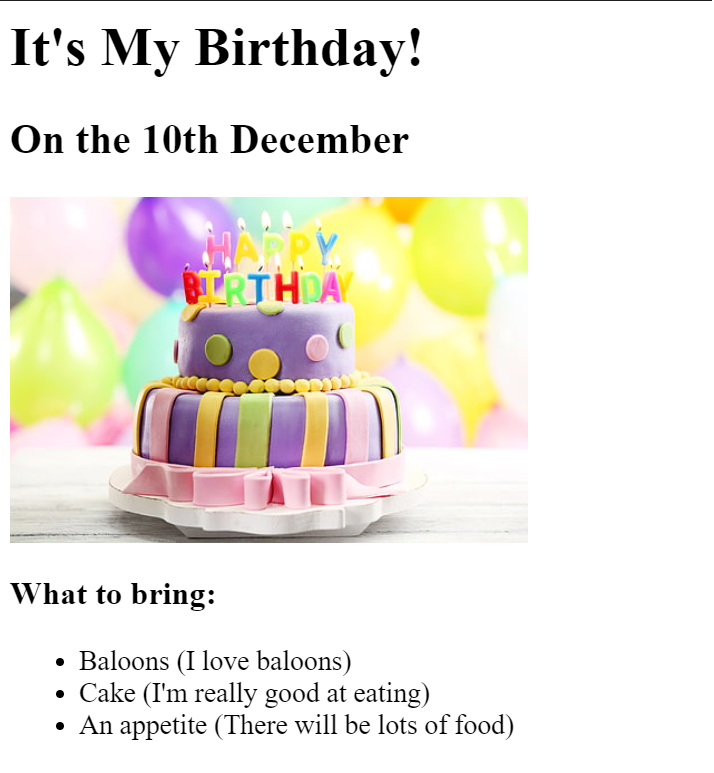 It's My Birthday!
On the 10th December
HAPPY
BIRTHDAY
What to bring:
Baloons (I love baloons)
Cake (I'm really good at eating)
An appetite (There will be lots of food)